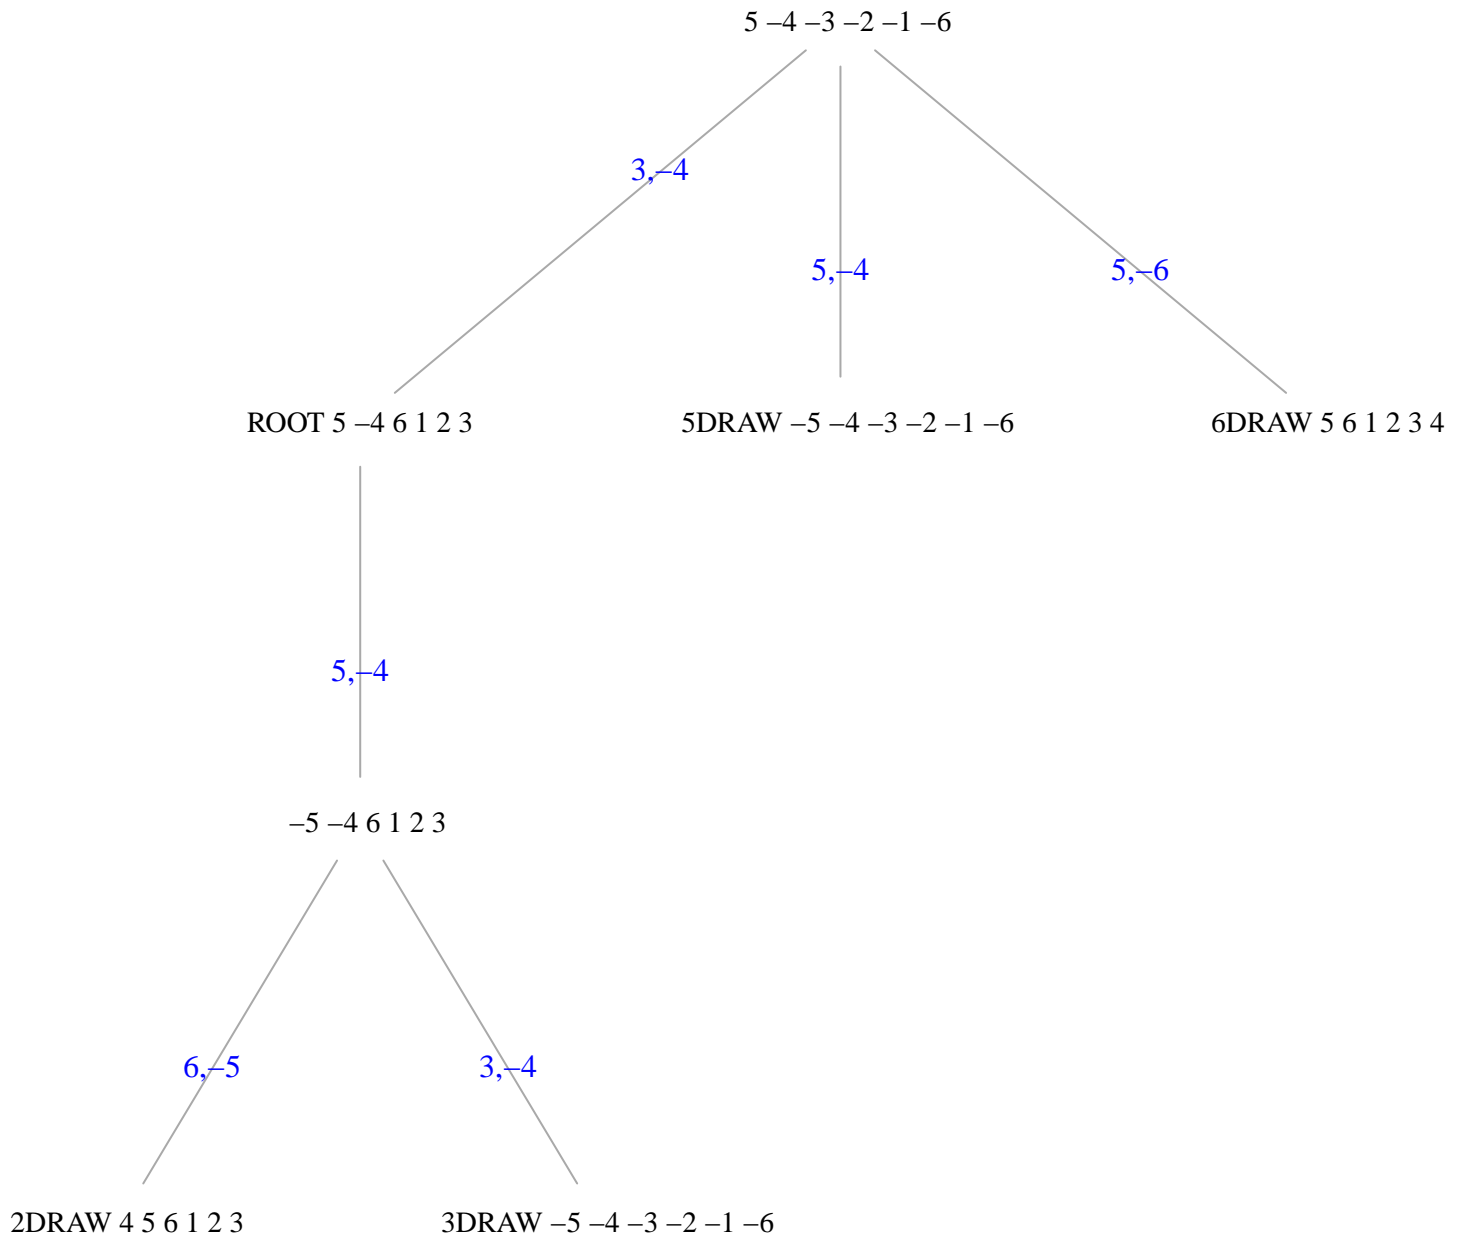 5 –4 –3 –2 –1 –6
3,–4
5,–4
5,–6
ROOT 5 –4 6 1 2 3
5DRAW –5 –4 –3 –2 –1 –6
6DRAW 5 6 1 2 3 4
5,–4
–5 –4 6 1 2 3
6,–5
3,–4
2DRAW 4 5 6 1 2 3
3DRAW –5 –4 –3 –2 –1 –6